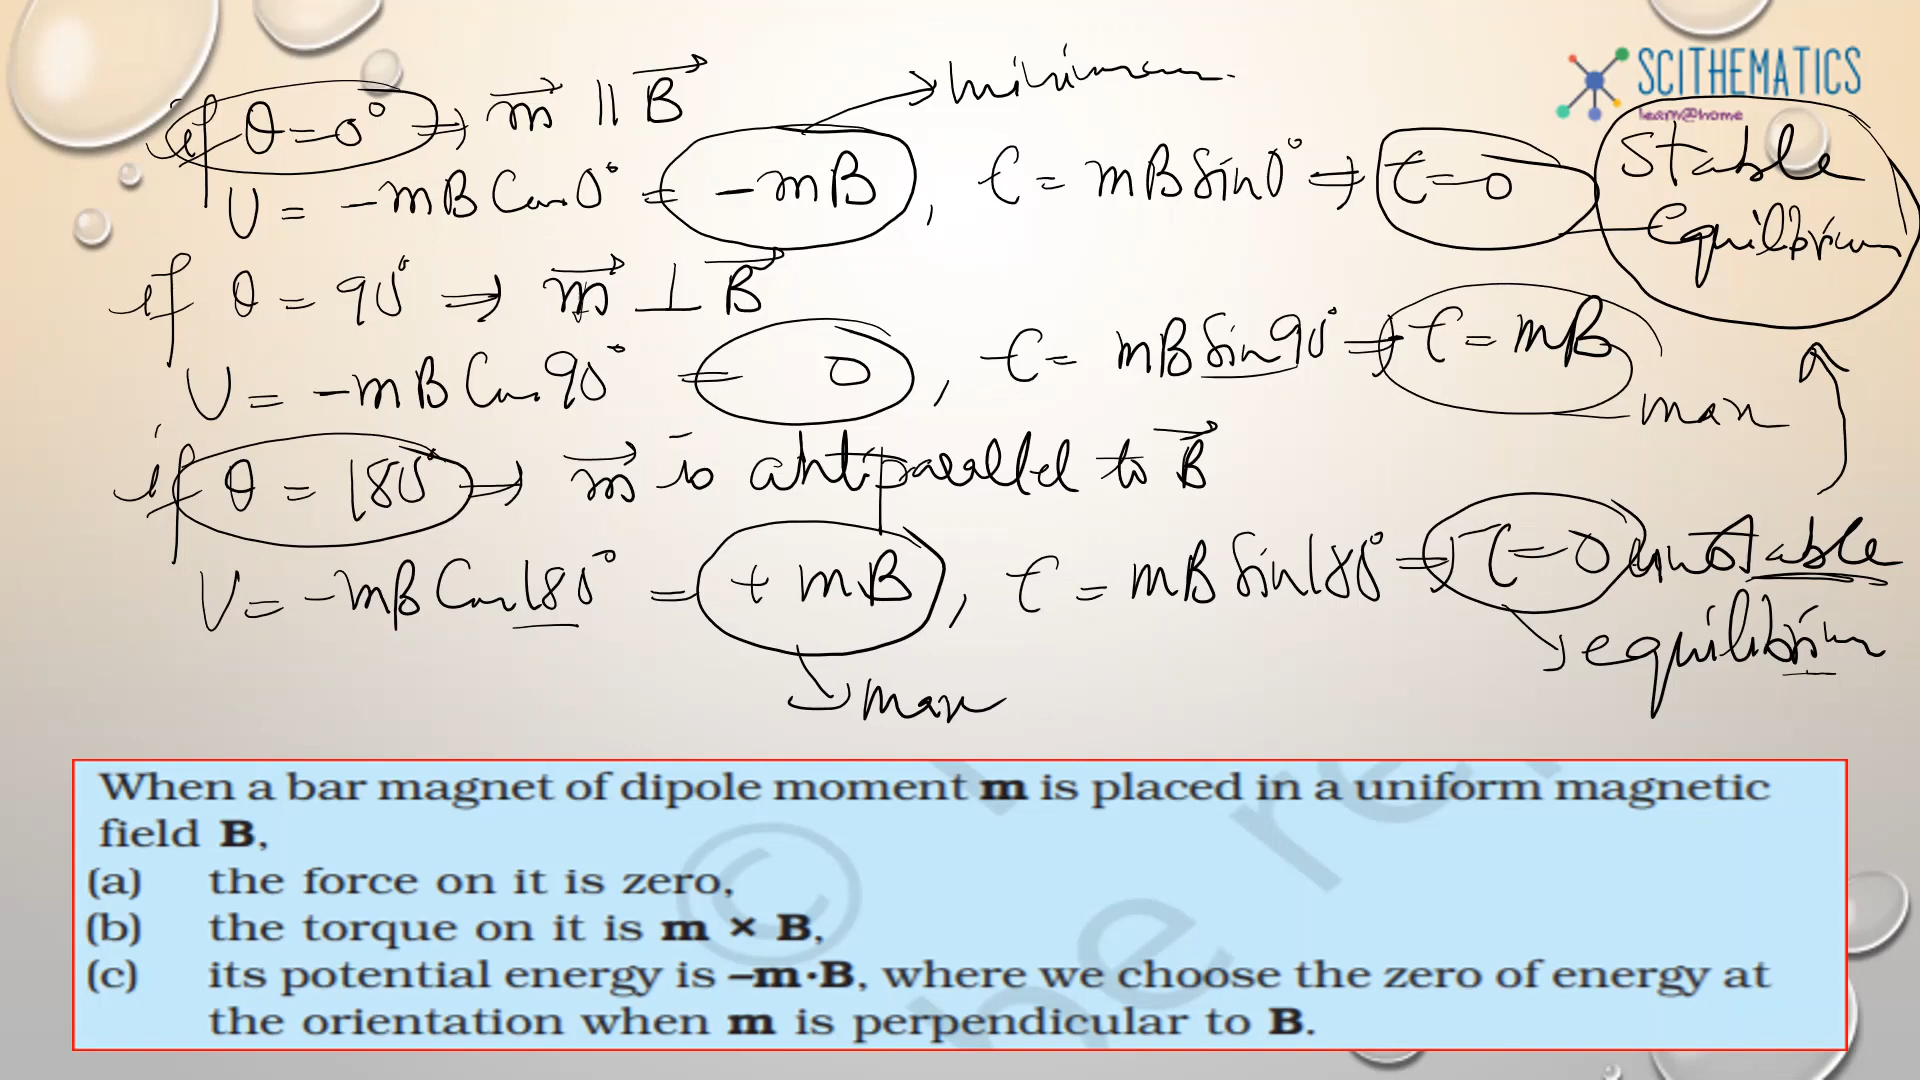 SCITHEMATICS
learn@home
if θ = 0° ⇒ m⃗ || B⃗
minimum
U = -mB Cos 0° = -mB , τ = mB Sin 0° ⇒ τ = 0
Stable
equilibrium
if θ = 90° ⇒ m⃗ ⊥ B⃗
U = -mB Cos 90° = 0 , τ = mB Sin 90° ⇒ τ = mB
max
if θ = 180° ⇒ m⃗ is antiparallel to B⃗
U = -mB Cos 180° = + mB , τ = mB Sin 180° ⇒ τ = 0 unstable
equilibrium
max
When a bar magnet of dipole moment m is placed in a uniform magnetic
field B,
(a) the force on it is zero,
(b) the torque on it is m × B,
(c) its potential energy is –m·B, where we choose the zero of energy at
the orientation when m is perpendicular to B.